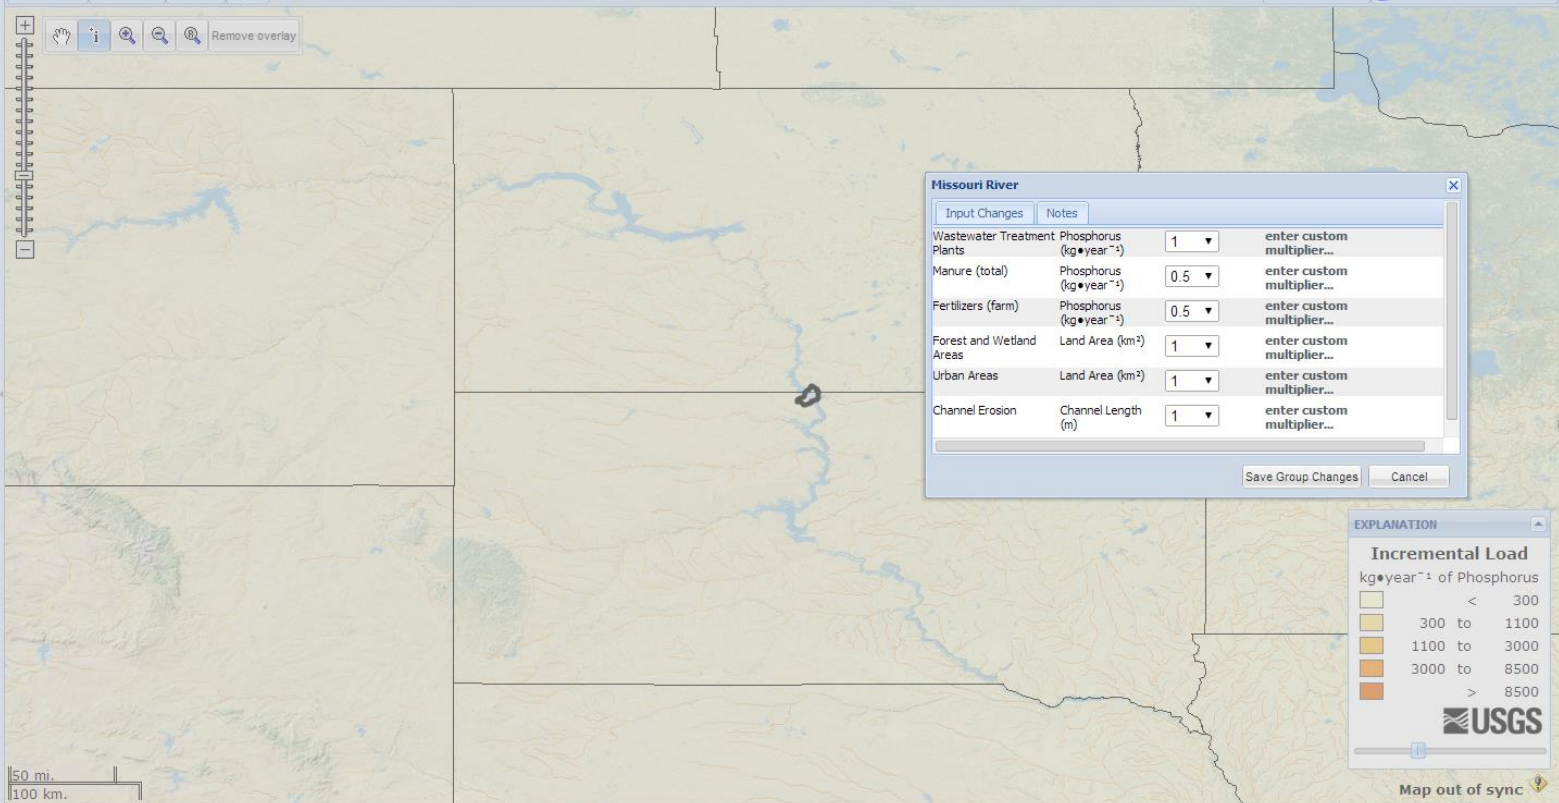 +
i
R
Remove overlay
Missouri River
Input Changes Notes
Wastewater Treatment Plants
Phosphorus (kg●year⁻¹)
1
enter custom multiplier...
Manure (total)
Phosphorus (kg●year⁻¹)
0.5
enter custom multiplier...
Fertilizers (farm)
Phosphorus (kg●year⁻¹)
0.5
enter custom multiplier...
Forest and Wetland Areas
Land Area (km²)
1
enter custom multiplier...
Urban Areas
Land Area (km²)
1
enter custom multiplier...
Channel Erosion
Channel Length (m)
1
enter custom multiplier...
Save Group Changes Cancel
EXPLANATION
Incremental Load
kg●year⁻¹ of Phosphorus
< 300
300 to 1100
1100 to 3000
3000 to 8500
> 8500
USGS
50 mi.
100 km.
Map out of sync